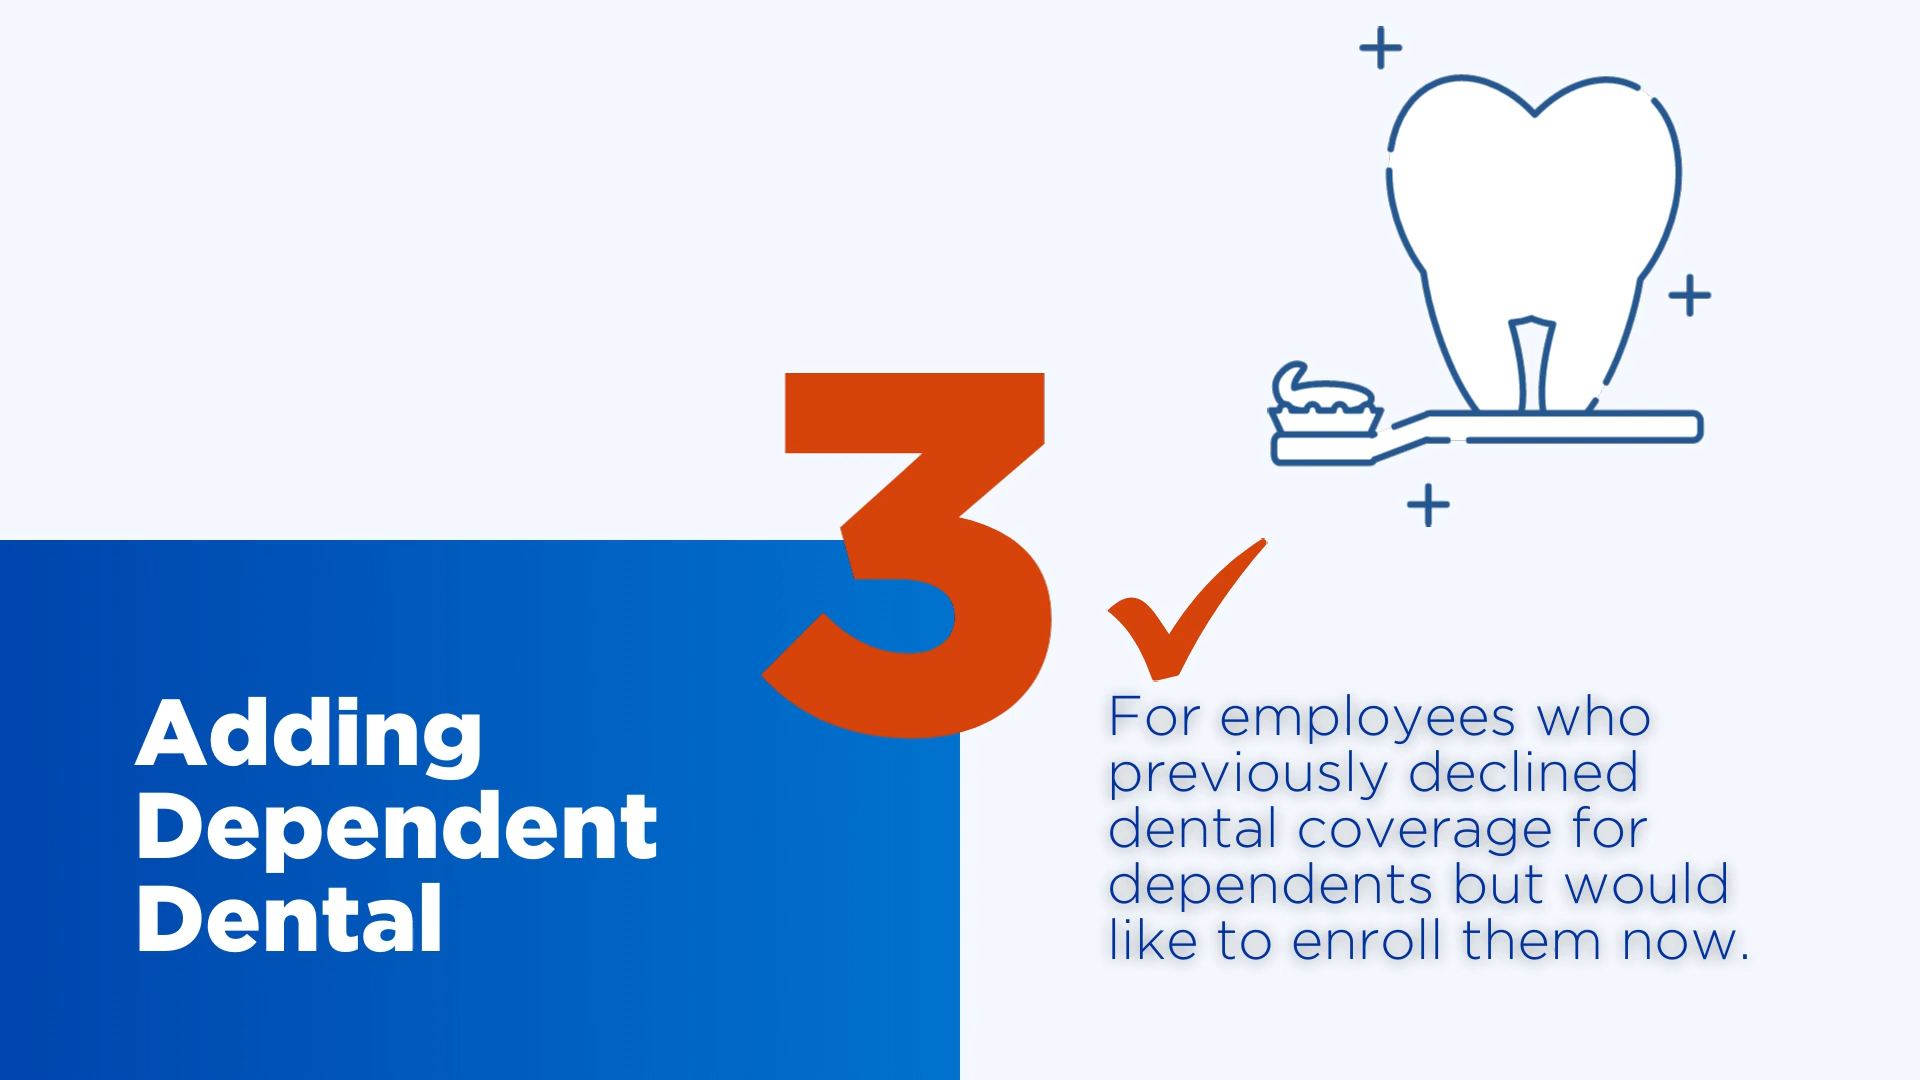 3
Adding
Dependent
Dental
For employees who
previously declined
dental coverage for
dependents but would
like to enroll them now.